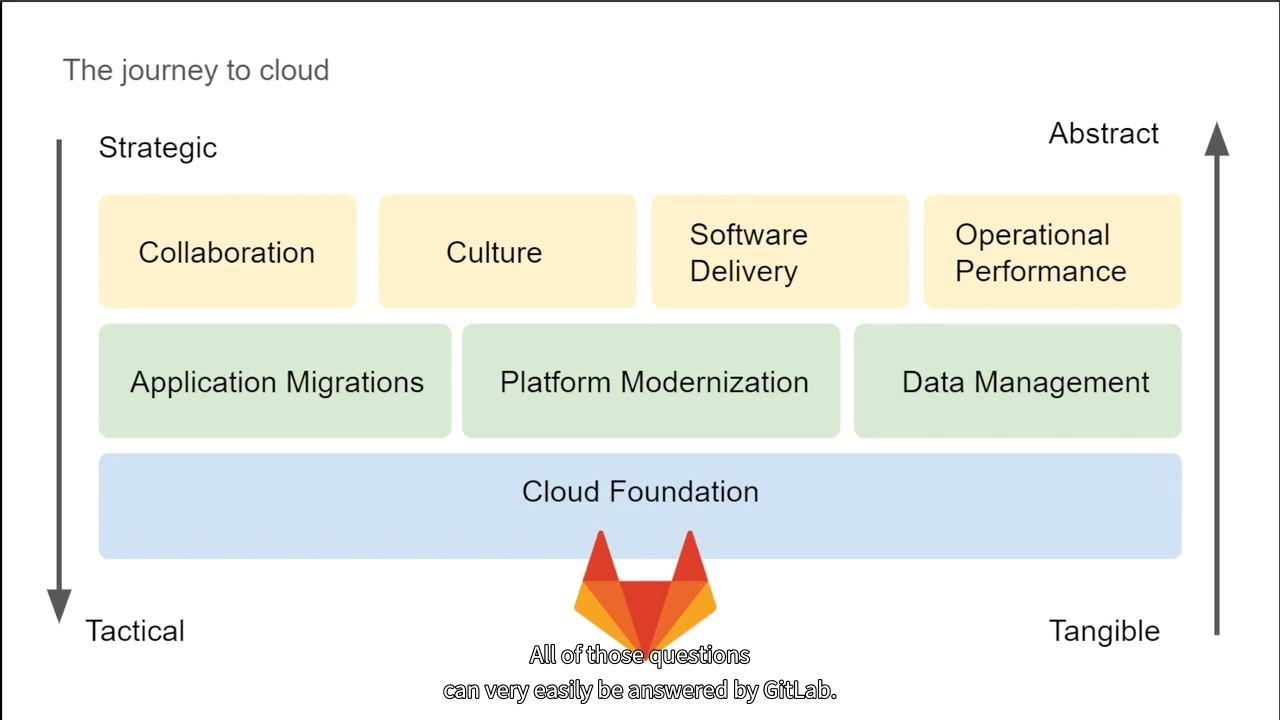 The journey to cloud
Strategic
Abstract
Collaboration
Culture
Software
Delivery
Operational
Performance
Application Migrations
Platform Modernization
Data Management
Cloud Foundation
Tactical
Tangible
All of those questions
can very easily be answered by GitLab.